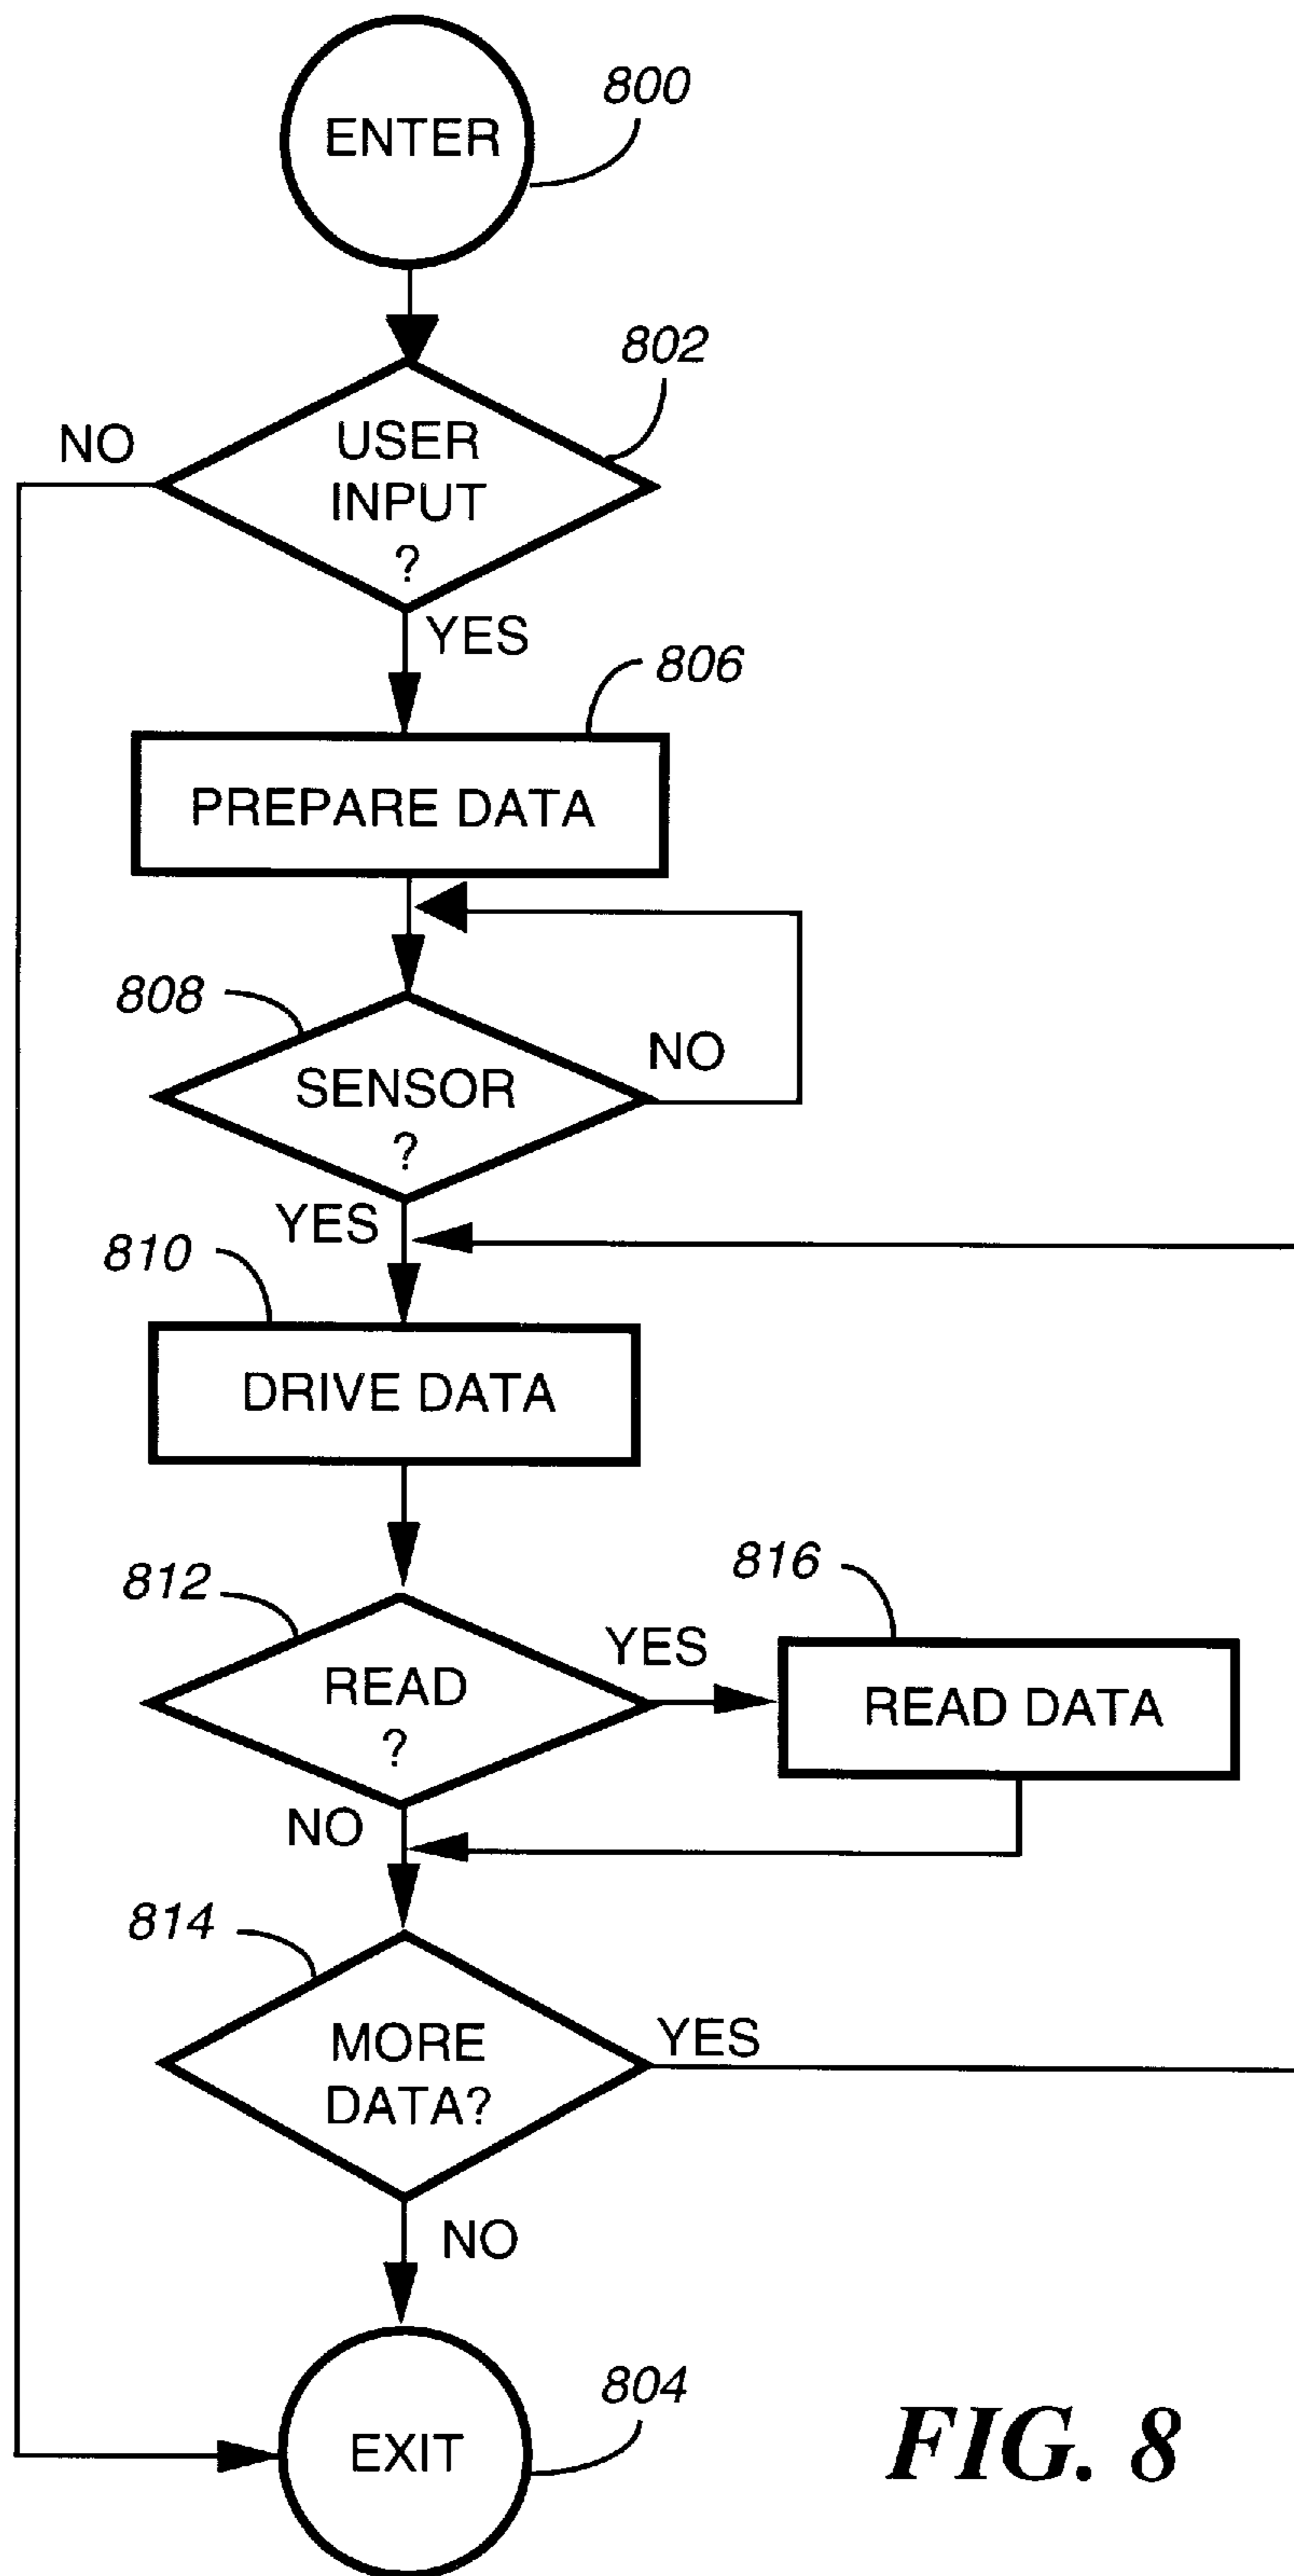 ENTER
800
802
NO
USER
INPUT
?
YES
806
PREPARE DATA
808
NO
SENSOR
?
YES
810
DRIVE DATA
812
816
YES
READ
?
READ DATA
NO
814
YES
MORE
DATA?
NO
804
EXIT
FIG. 8